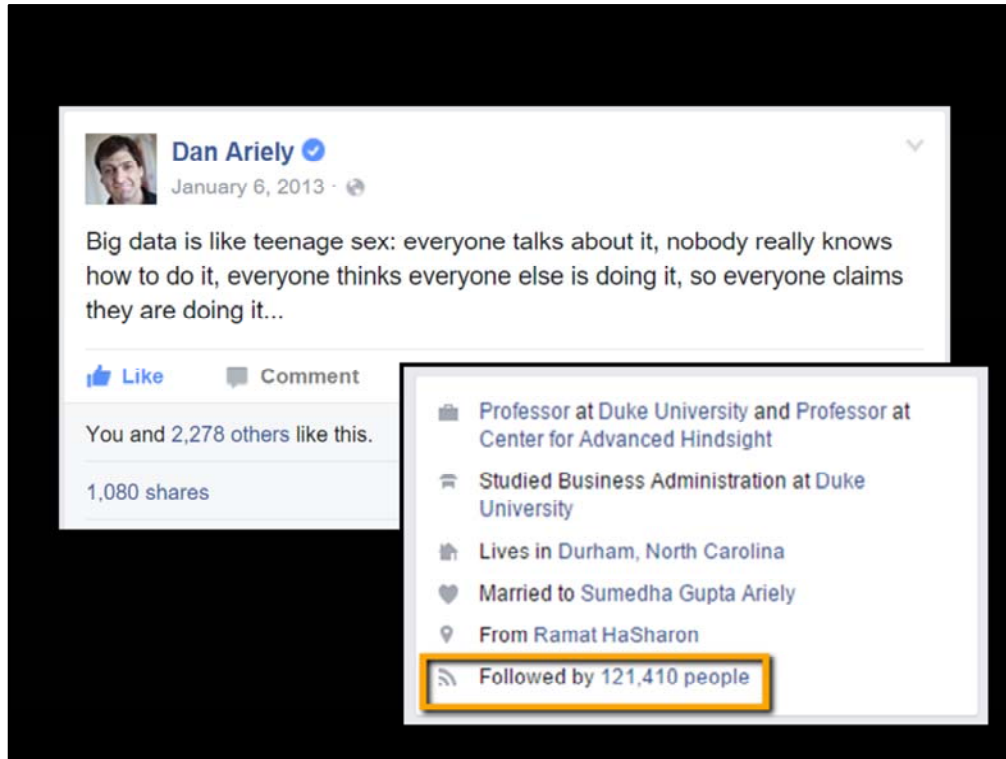 Dan Ariely
January 6, 2013 ·
Big data is like teenage sex: everyone talks about it, nobody really knows
how to do it, everyone thinks everyone else is doing it, so everyone claims
they are doing it...
Like Comment
You and 2,278 others like this.
1,080 shares
Professor at Duke University and Professor at
Center for Advanced Hindsight
Studied Business Administration at Duke
University
Lives in Durham, North Carolina
Married to Sumedha Gupta Ariely
From Ramat HaSharon
Followed by 121,410 people